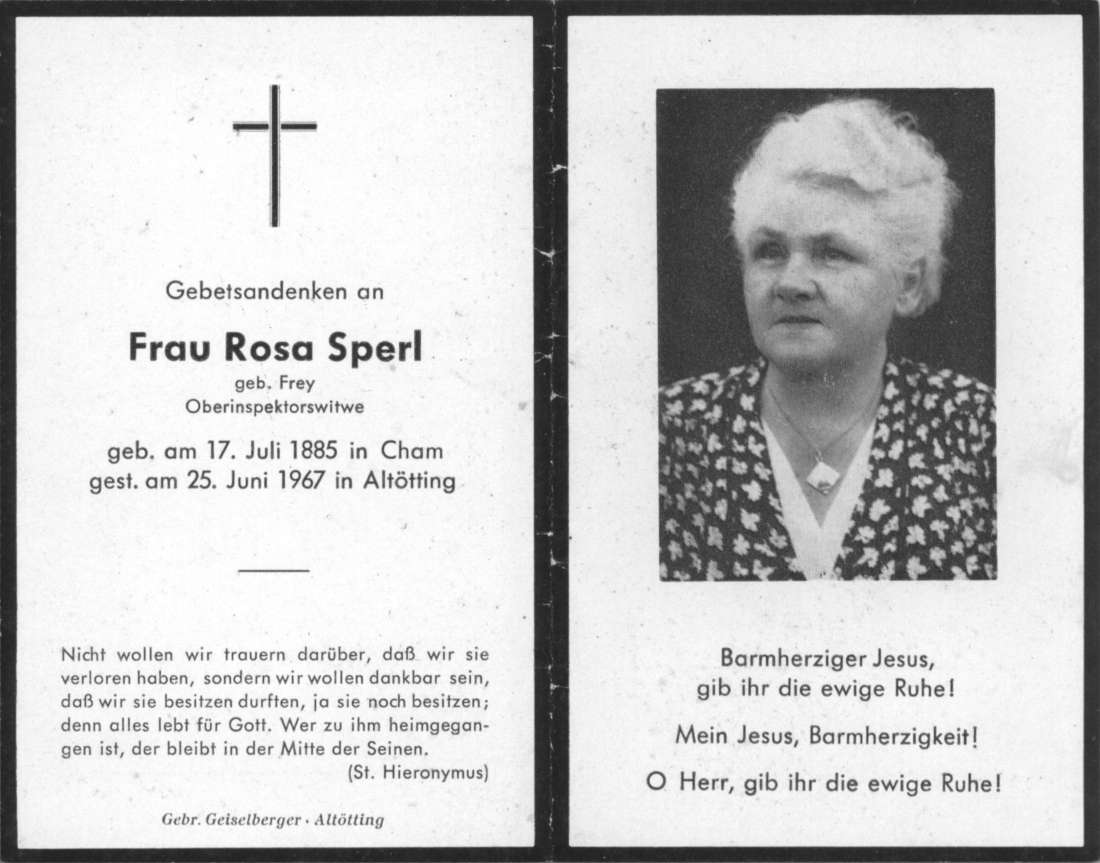 Gebetsandenken an
Frau Rosa Sperl
geb. Frey
Oberinspektorswitwe
geb. am 17. Juli 1885 in Cham
gest. am 25. Juni 1967 in Altötting
Nicht wollen wir trauern darüber, daß wir sie
verloren haben, sondern wir wollen dankbar sein,
daß wir sie besitzen durften, ja sie noch besitzen;
denn alles lebt für Gott. Wer zu ihm heimgegan-
gen ist, der bleibt in der Mitte der Seinen.
(St. Hieronymus)
Gebr. Geiselberger · Altötting
Barmherziger Jesus,
gib ihr die ewige Ruhe!
Mein Jesus, Barmherzigkeit!
O Herr, gib ihr die ewige Ruhe!